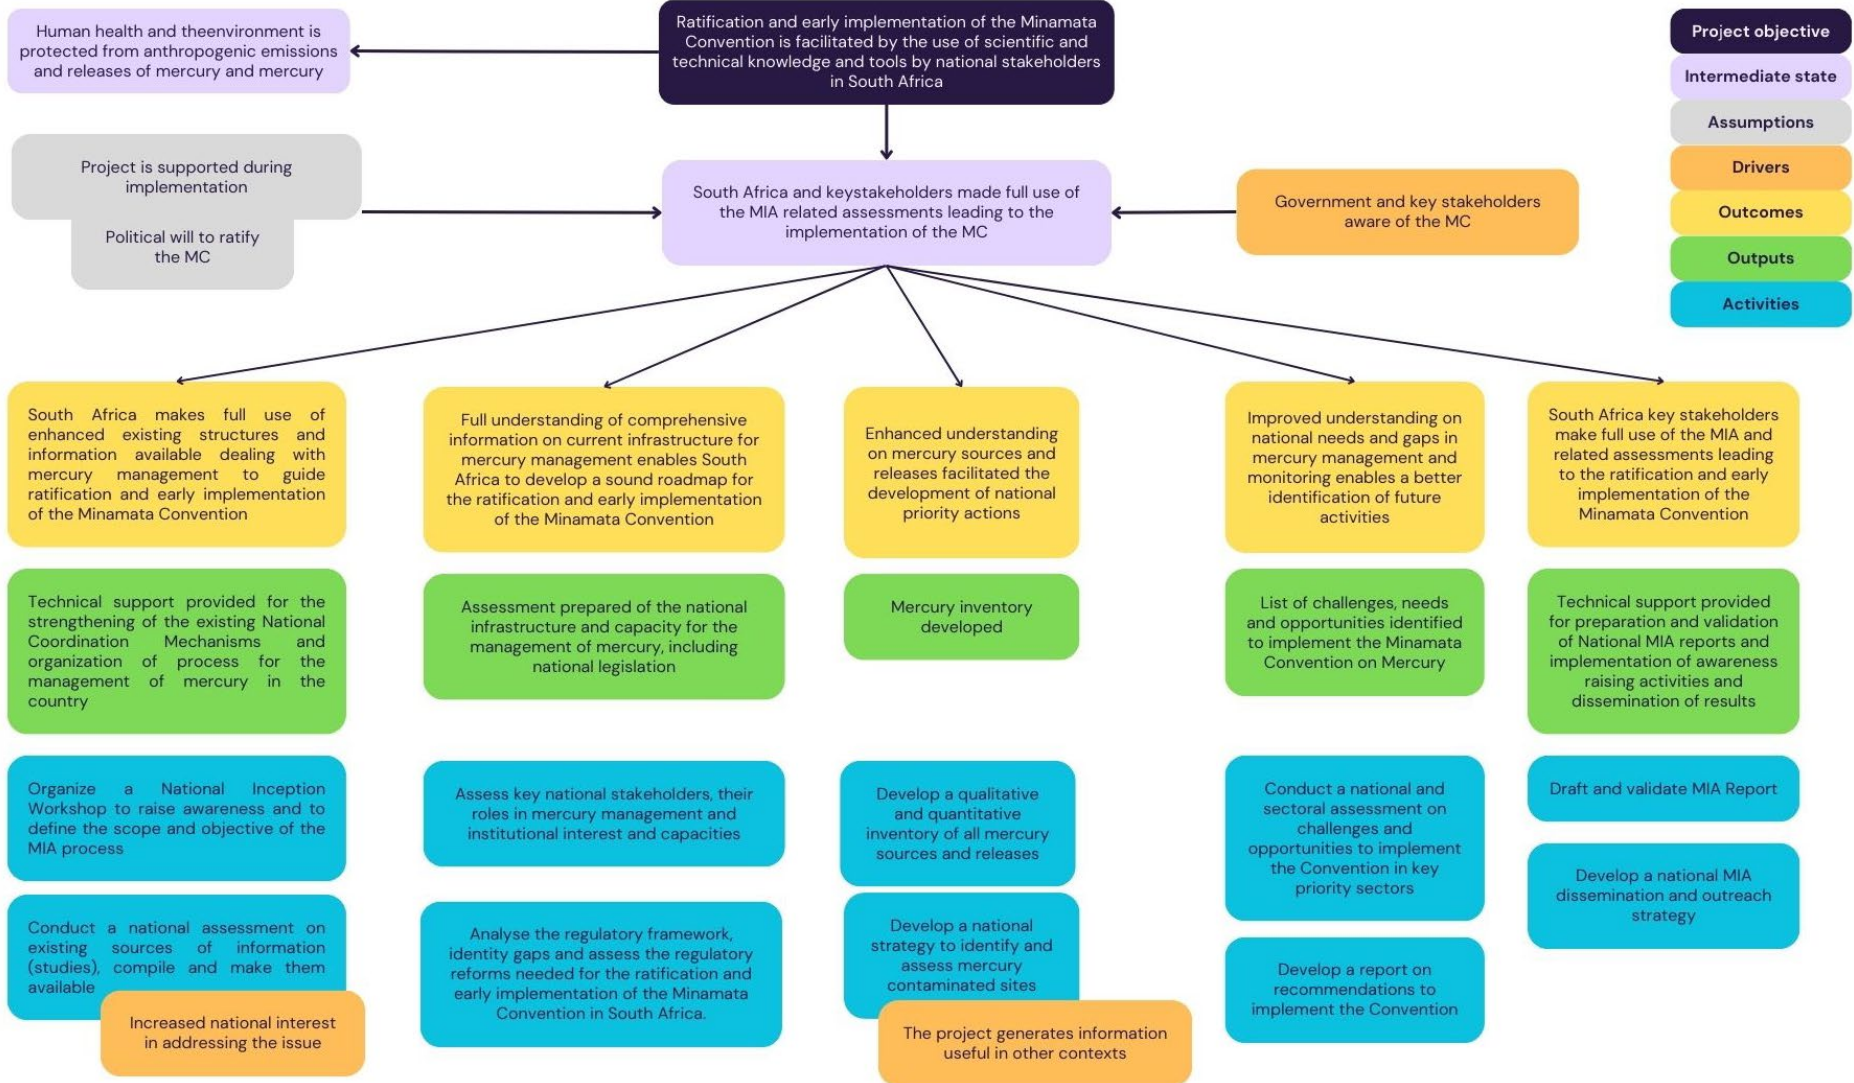 Human health and theenvironment is
protected from anthropogenic emissions
and releases of mercury and mercury
Ratification and early implementation of the Minamata
Convention is facilitated by the use of scientific and
technical knowledge and tools by national stakeholders
in South Africa
Project objective
Intermediate state
Assumptions
Drivers
Outcomes
Outputs
Activities
Project is supported during
implementation
Political will to ratify
the MC
South Africa and keystakeholders made full use of
the MIA related assessments leading to the
implementation of the MC
Government and key stakeholders
aware of the MC
South Africa makes full use of
enhanced existing structures and
information available dealing with
mercury management to guide
ratification and early implementation
of the Minamata Convention
Full understanding of comprehensive
information on current infrastructure for
mercury management enables South
Africa to develop a sound roadmap for
the ratification and early implementation
of the Minamata Convention
Enhanced understanding
on mercury sources and
releases facilitated the
development of national
priority actions
Improved understanding on
national needs and gaps in
mercury management and
monitoring enables a better
identification of future
activities
South Africa key stakeholders
make full use of the MIA and
related assessments leading
to the ratification and early
implementation of the
Minamata Convention
Technical support provided for the
strengthening of the existing National
Coordination Mechanisms and
organization of process for the
management of mercury in the
country
Assessment prepared of the national
infrastructure and capacity for the
management of mercury, including
national legislation
Mercury inventory
developed
List of challenges, needs
and opportunities identified
to implement the Minamata
Convention on Mercury
Technical support provided
for preparation and validation
of National MIA reports and
implementation of awareness
raising activities and
dissemination of results
Organize a National Inception
Workshop to raise awareness and to
define the scope and objective of the
MIA process
Assess key national stakeholders, their
roles in mercury management and
institutional interest and capacities
Develop a qualitative
and quantitative
inventory of all mercury
sources and releases
Conduct a national and
sectoral assessment on
challenges and
opportunities to implement
the Convention in key
priority sectors
Draft and validate MIA Report
Conduct a national assessment on
existing sources of information
(studies), compile and make them
available
Analyse the regulatory framework,
identity gaps and assess the regulatory
reforms needed for the ratification and
early implementation of the Minamata
Convention in South Africa.
Develop a national
strategy to identify and
assess mercury
contaminated sites
Develop a report on
recommendations to
implement the Convention
Develop a national MIA
dissemination and outreach
strategy
Increased national interest
in addressing the issue
The project generates information
useful in other contexts